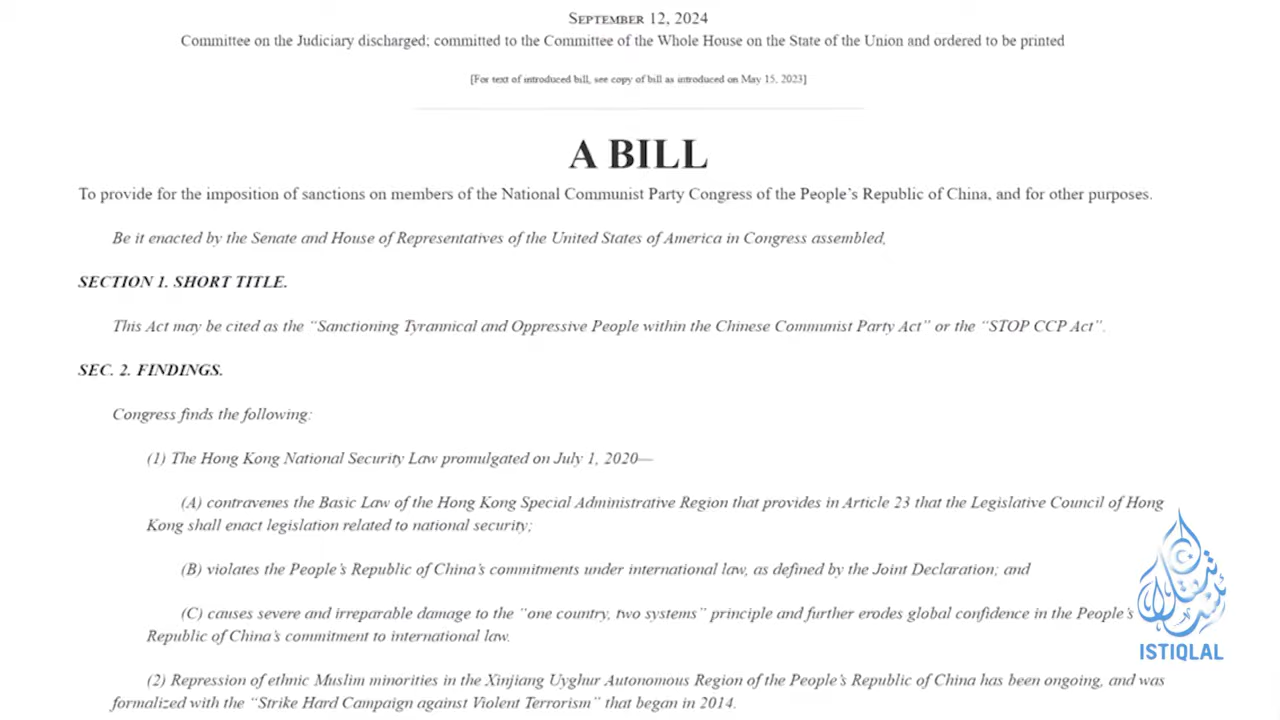 SEPTEMBER 12, 2024
Committee on the Judiciary discharged; committed to the Committee of the Whole House on the State of the Union and ordered to be printed
[For text of introduced bill, see copy of bill as introduced on May 15, 2023]
A BILL
To provide for the imposition of sanctions on members of the National Communist Party Congress of the People’s Republic of China, and for other purposes.
Be it enacted by the Senate and House of Representatives of the United States of America in Congress assembled,
SECTION 1. SHORT TITLE.
This Act may be cited as the “Sanctioning Tyrannical and Oppressive People within the Chinese Communist Party Act” or the “STOP CCP Act”.
SEC. 2. FINDINGS.
Congress finds the following:
(1) The Hong Kong National Security Law promulgated on July 1, 2020—
(A) contravenes the Basic Law of the Hong Kong Special Administrative Region that provides in Article 23 that the Legislative Council of Hong
Kong shall enact legislation related to national security;
(B) violates the People’s Republic of China’s commitments under international law, as defined by the Joint Declaration; and
(C) causes severe and irreparable damage to the “one country, two systems” principle and further erodes global confidence in the People’s
Republic of China’s commitment to international law.
(2) Repression of ethnic Muslim minorities in the Xinjiang Uyghur Autonomous Region of the People’s Republic of China has been ongoing, and was
formalized with the “Strike Hard Campaign against Violent Terrorism” that began in 2014.
ISTIQLAL